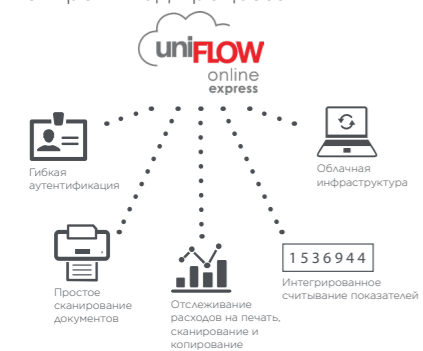 uniFLOW
online
express
Гибкая
аутентификация
Облачная
инфраструктура
Простое
сканирование
документов
Отслеживание
расходов на печать,
сканирование и
копирование
1536944
Интегрированное
считывание показателей